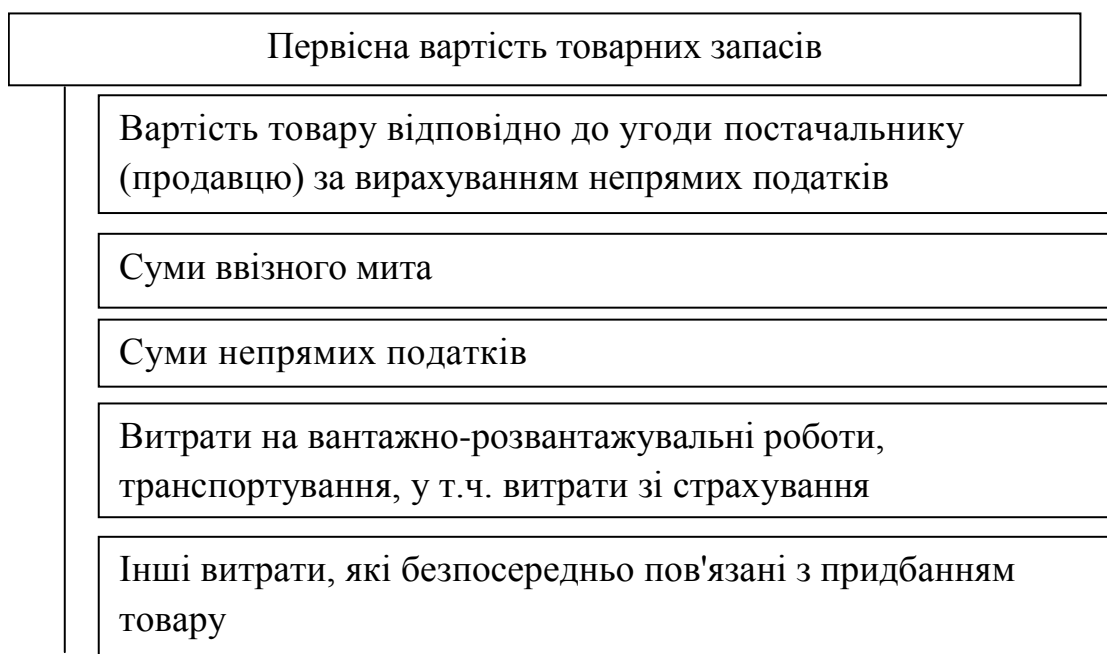 Первісна вартість товарних запасів
Вартість товару відповідно до угоди постачальнику
(продавцю) за вирахуванням непрямих податків
Суми ввізного мита
Суми непрямих податків
Витрати на вантажно-розвантажувальні роботи,
транспортування, у т.ч. витрати зі страхування
Інші витрати, які безпосередньо пов'язані з придбанням
товару